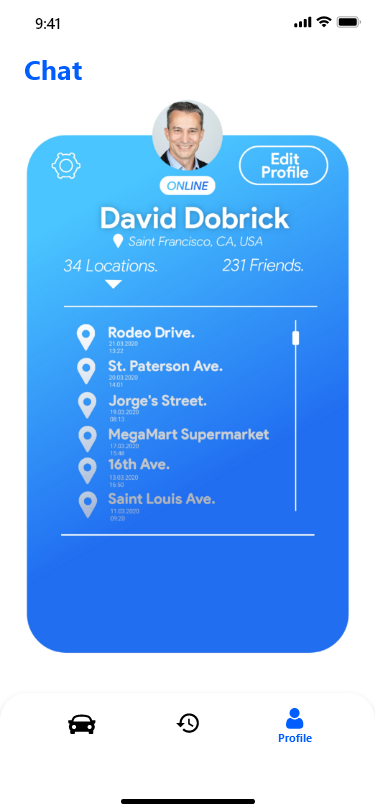 9:41
Chat
Edit
Profile
ONLINE
David Dobrick
Saint Francisco, CA, USA
34 Locations.
231 Friends.
Rodeo Drive.
21.03.2020
13:22
St. Paterson Ave.
20.03.2020
14:01
Jorge's Street.
19.03.2020
08:13
MegaMart Supermarket
17.03.2020
15:46
16th Ave.
13.03.2020
16:50
Saint Louis Ave.
11.03.2020
09:28
Profile